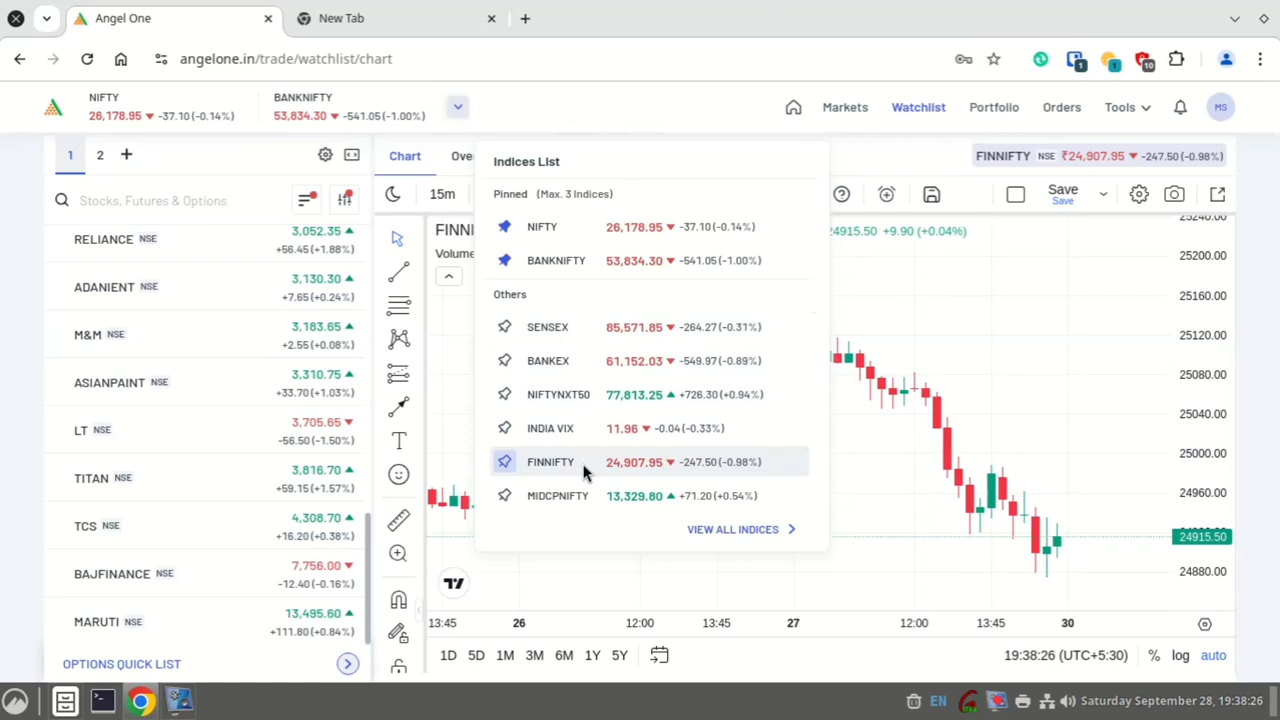 Angel One
New Tab
angelone.in/trade/watchlist/chart
1
1
10
NIFTY
26,178.95 -37.10 (-0.14%)
BANKNIFTY
53,834.30 -541.05 (-1.00%)
Markets
Watchlist
Portfolio
Orders
Tools
MS
1
2
Stocks, Futures & Options
RELIANCE NSE
3,052.35
+56.45 (+1.88%)
ADANIENT NSE
3,130.30
+7.65 (+0.24%)
M&M NSE
3,183.65
+2.55 (+0.08%)
ASIANPAINT NSE
3,310.75
+33.70 (+1.03%)
LT NSE
3,705.65
-56.50 (-1.50%)
TITAN NSE
3,816.70
+59.15 (+1.57%)
TCS NSE
4,308.70
+16.20 (+0.38%)
BAJFINANCE NSE
7,756.00
-12.40 (-0.16%)
MARUTI NSE
13,495.60
+111.80 (+0.84%)
OPTIONS QUICK LIST
Chart
Ove
FINNIFTY NSE ₹24,907.95 -247.50 (-0.98%)
15m
Save
Save
FINNI
24915.50 +9.90 (+0.04%)
Volume
Indices List
Pinned (Max. 3 Indices)
NIFTY 26,178.95 -37.10 (-0.14%)
BANKNIFTY 53,834.30 -541.05 (-1.00%)
Others
SENSEX 85,571.85 -264.27 (-0.31%)
BANKEX 61,152.03 -549.97 (-0.89%)
NIFTYNXT50 77,813.25 +726.30 (+0.94%)
INDIA VIX 11.96 -0.04 (-0.33%)
FINNIFTY 24,907.95 -247.50 (-0.98%)
MIDCPNIFTY 13,329.80 +71.20 (+0.54%)
VIEW ALL INDICES
25240.00
25200.00
25160.00
25120.00
25080.00
25040.00
25000.00
24960.00
24915.50
24880.00
13:45 26 12:00 13:45 27 12:00 13:45 30
1D 5D 1M 3M 6M 1Y 5Y
19:38:26 (UTC+5:30) % log auto
EN
Saturday September 28, 19:38:26